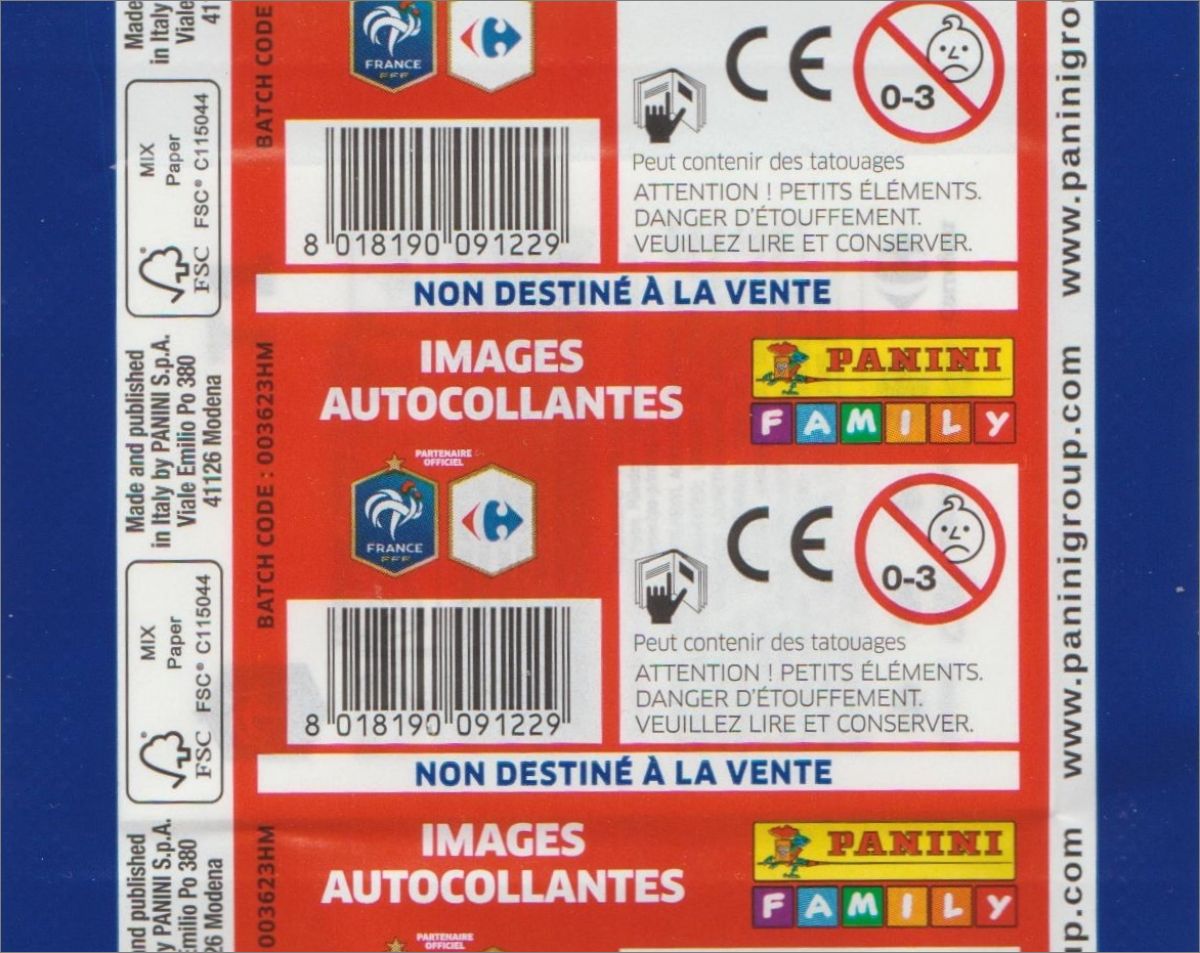 Made
in Italy
Viale
41
MIX
Paper
FSC® C115044
FSC
BATCH CODE
FRANCE
FFF
CE
0-3
Peut contenir des tatouages
ATTENTION ! PETITS ÉLÉMENTS.
DANGER D'ÉTOUFFEMENT.
VEUILLEZ LIRE ET CONSERVER.
8 018190 091229
www.paninigro
NON DESTINÉ À LA VENTE
Made and published
in Italy by PANINI S.p.A.
Viale Emilio Po 380
41126 Modena
BATCH CODE : 003623HM
IMAGES
AUTOCOLLANTES
PANINI
FAMILY
PARTENAIRE
OFFICIEL
FRANCE
FFF
CE
0-3
MIX
Paper
FSC® C115044
FSC
Peut contenir des tatouages
ATTENTION ! PETITS ÉLÉMENTS.
DANGER D'ÉTOUFFEMENT.
VEUILLEZ LIRE ET CONSERVER.
8 018190 091229
www.paninigroup.com
NON DESTINÉ À LA VENTE
nd published
y PANINI S.p.A.
Emilio Po 380
26 Modena
003623HM
IMAGES
AUTOCOLLANTES
PANINI
FAMILY
PARTENAIRE
OFFICIEL
up.com